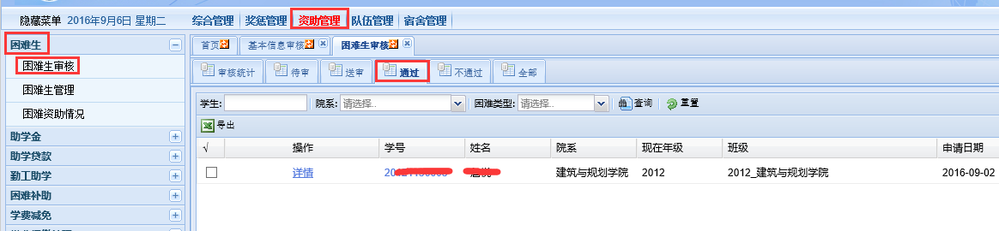 隐藏菜单 2016年9月6日 星期二 综合管理 奖惩管理 资助管理 队伍管理 宿舍管理
困难生
困难生审核
困难生管理
困难资助情况
助学金
助学贷款
勤工助学
困难补助
学费减免
首页 基本信息审核 困难生审核
审核统计 待审 送审 通过 不通过 全部
学生: 院系: 请选择.. 困难类型: 请选择.. 查询 重置
导出
√ 操作 学号 姓名 院系 现在年级 班级 申请日期
详情 建筑与规划学院 2012 2012_建筑与规划学院 2016-09-02